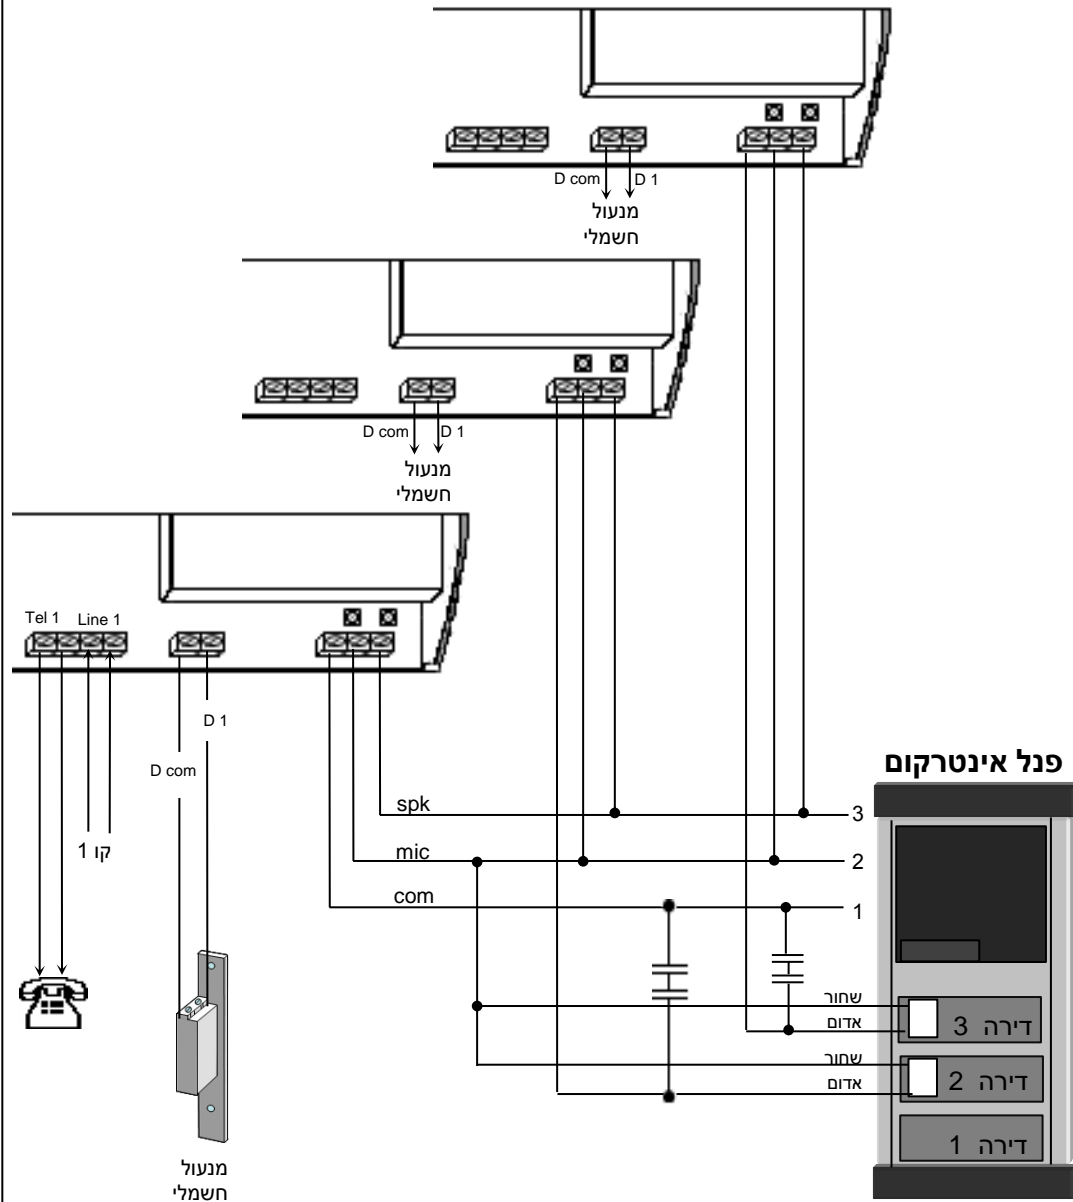 D com
D 1
מנעול
חשמלי
D com
D 1
מנעול
חשמלי
Tel 1
Line 1
D 1
D com
קו 1
מנעול
חשמלי
פנל אינטרקום
spk
3
mic
2
com
1
שחור
אדום
דירה 3
שחור
אדום
דירה 2
דירה 1